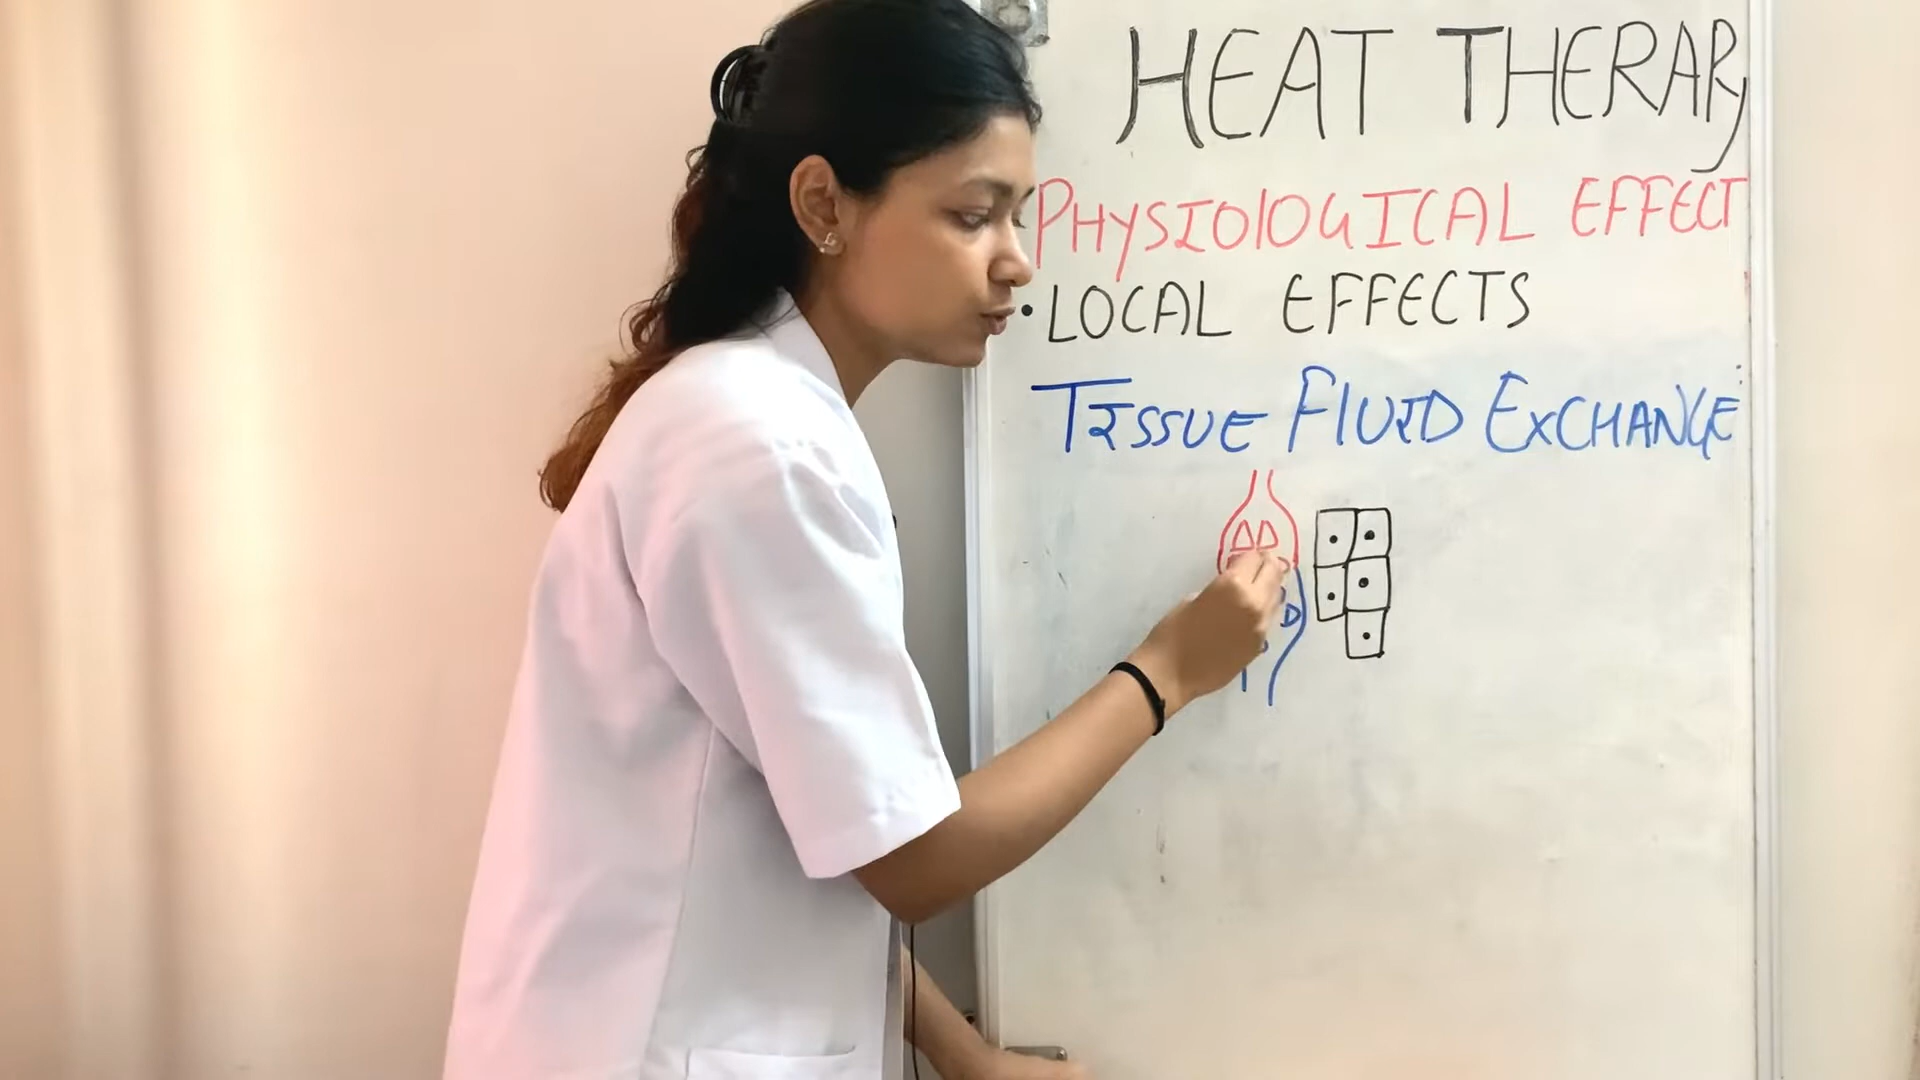 HEAT THERAPY
PHYSIOLOGICAL EFFECT
• LOCAL EFFECTS
TISSUE FLUID EXCHANGE